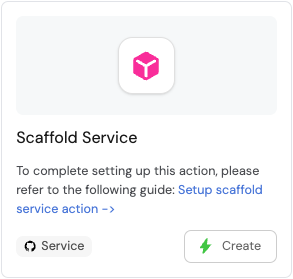 Scaffold Service
To complete setting up this action, please
refer to the following guide: Setup scaffold
service action ->
Service
Create